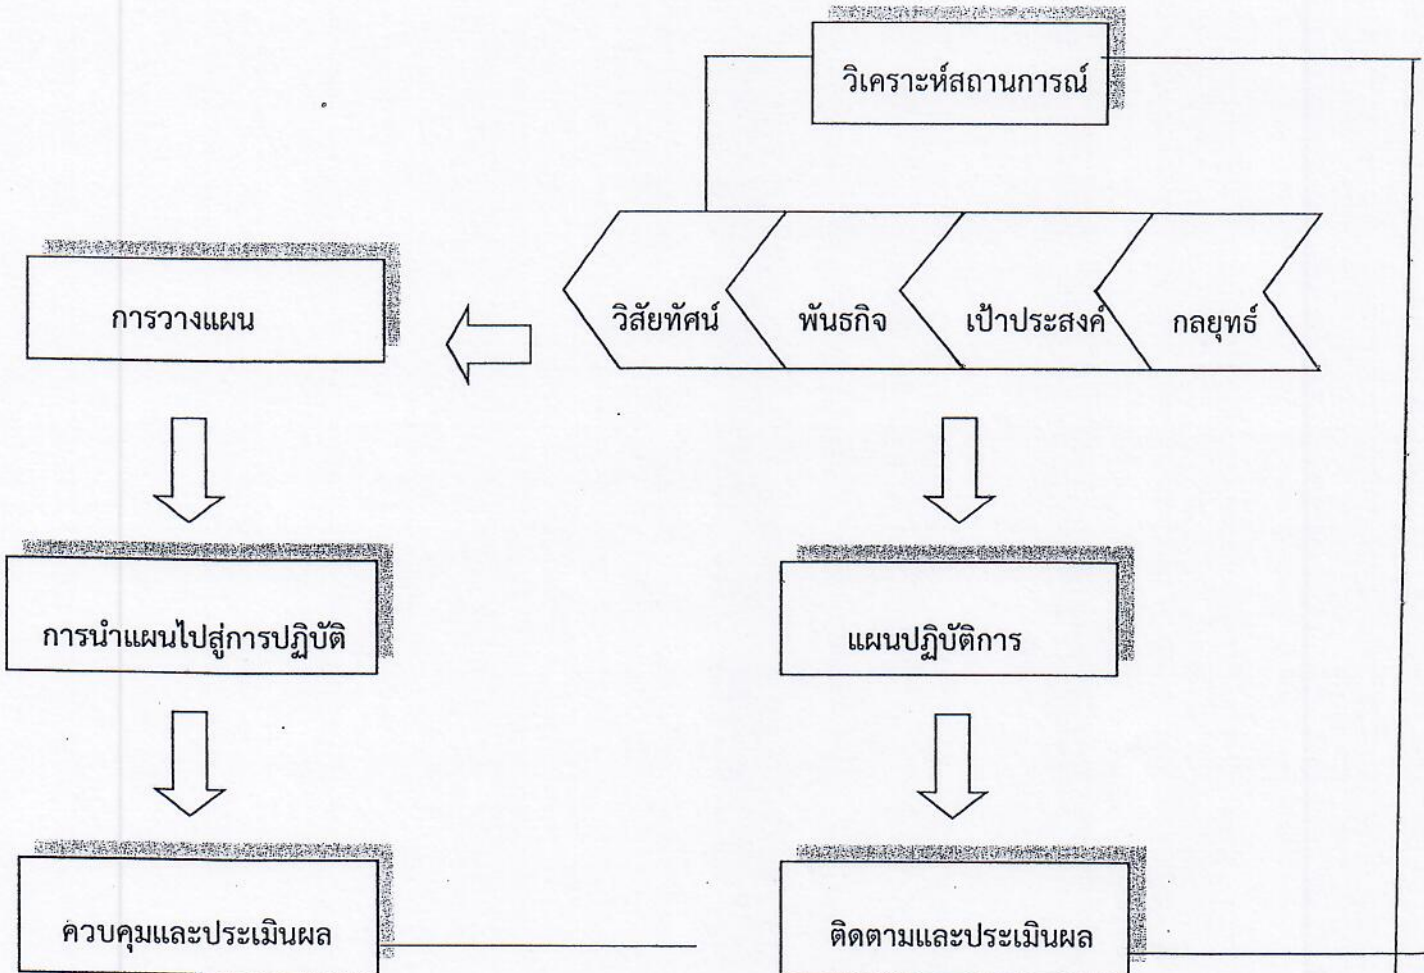 วิเคราะห์สถานการณ์
การวางแผน
วิสัยทัศน์ พันธกิจ เป้าประสงค์ กลยุทธ์
การนำแผนไปสู่การปฏิบัติ
แผนปฏิบัติการ
ควบคุมและประเมินผล
ติดตามและประเมินผล